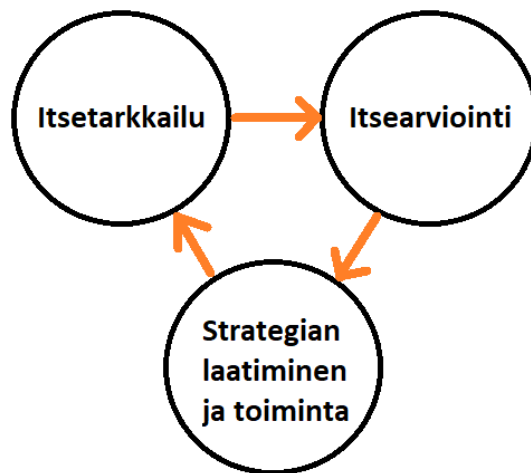 Itsetarkkailu
Itsearviointi
Strategian
laatiminen
ja toiminta